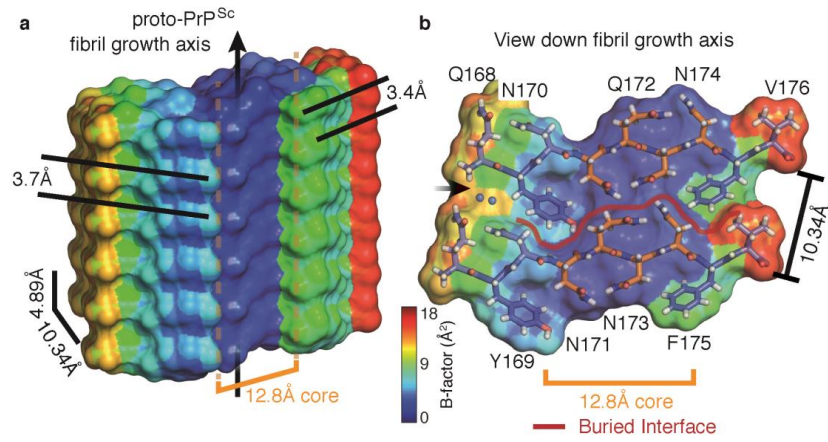 a
proto-PrPSc
fibril growth axis
3.4Å
3.7Å
4.89Å
10.34Å
12.8Å core
b
View down fibril growth axis
Q168
N170
Q172
N174
V176
10.34Å
18
9
0
B-factor (Å²)
Y169
N171
N173
F175
12.8Å core
Buried Interface